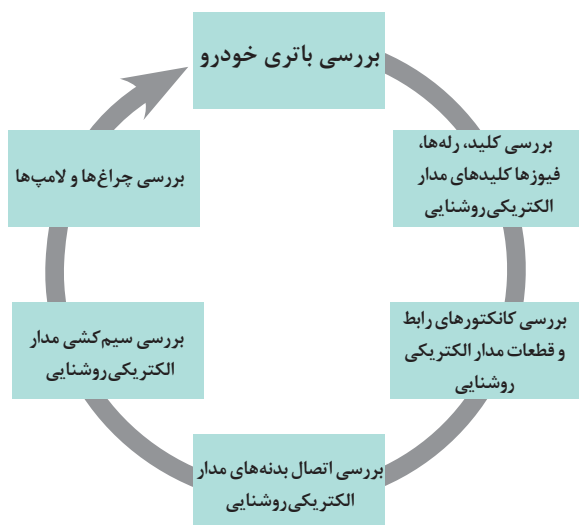 بررسی باتری خودرو
بررسی کلید، رله‌ها،
فیوزها کلیدهای مدار
الکتریکی روشنایی
بررسی کانکتورهای رابط
و قطعات مدار الکتریکی
روشنایی
بررسی اتصال بدنه‌های مدار
الکتریکی روشنایی
بررسی سیم‌کشی مدار
الکتریکی روشنایی
بررسی چراغ‌ها و لامپ‌ها